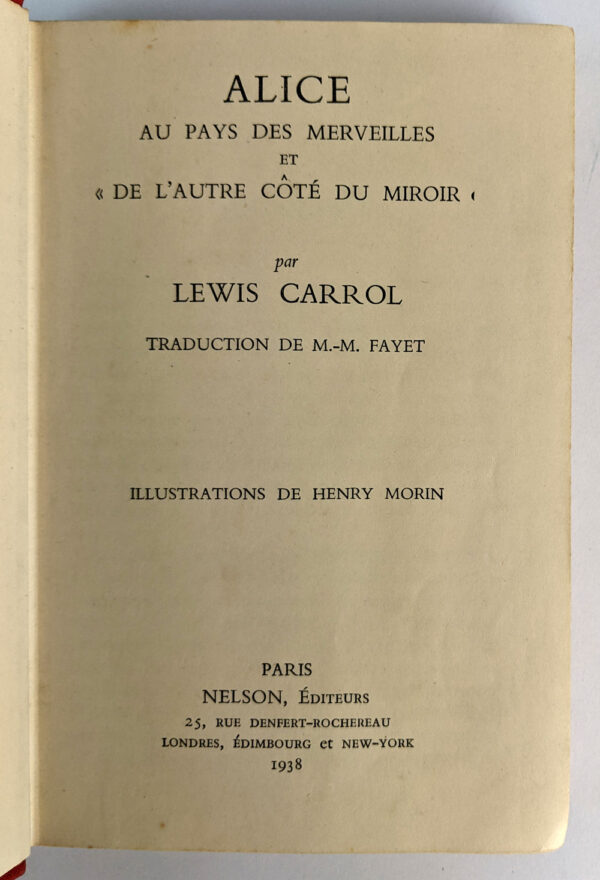 ALICE
AU PAYS DES MERVEILLES
ET
« DE L'AUTRE CÔTÉ DU MIROIR ‹
par
LEWIS CARROL
TRADUCTION DE M.-M. FAYET
ILLUSTRATIONS DE HENRY MORIN
PARIS
NELSON, ÉDITEURS
25, RUE DENFERT-ROCHEREAU
LONDRES, ÉDIMBOURG et NEW-YORK
1938